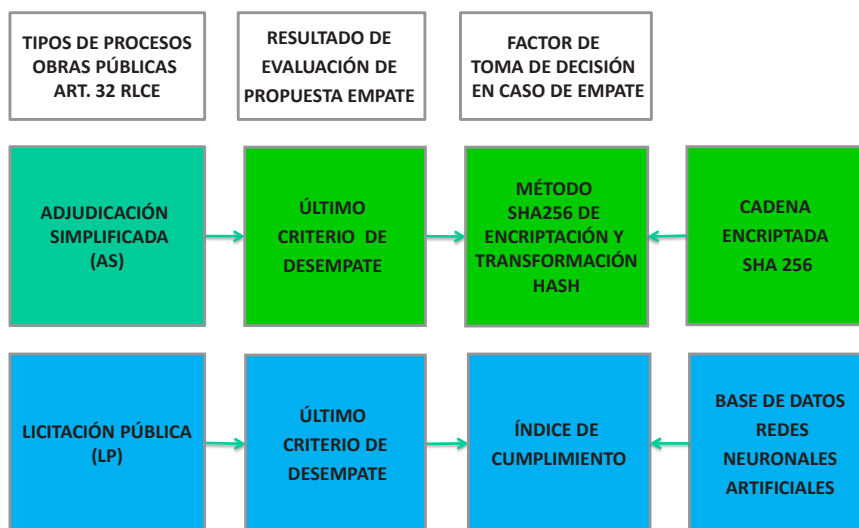 TIPOS DE PROCESOS
OBRAS PÚBLICAS
ART. 32 RLCE
RESULTADO DE
EVALUACIÓN DE
PROPUESTA EMPATE
FACTOR DE
TOMA DE DECISIÓN
EN CASO DE EMPATE
ADJUDICACIÓN
SIMPLIFICADA
(AS)
ÚLTIMO
CRITERIO DE
DESEMPATE
MÉTODO
SHA256 DE
ENCRIPTACIÓN Y
TRANSFORMACIÓN
HASH
CADENA
ENCRIPTADA
SHA 256
LICITACIÓN PÚBLICA
(LP)
ÚLTIMO
CRITERIO DE
DESEMPATE
ÍNDICE DE
CUMPLIMIENTO
BASE DE DATOS
REDES
NEURONALES
ARTIFICIALES